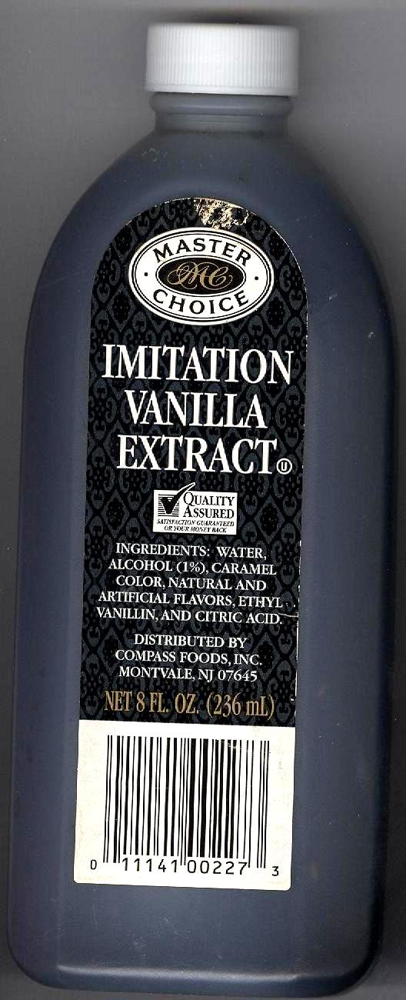 MASTER
MC
CHOICE
IMITATION
VANILLA
EXTRACT Ⓤ
QUALITY
ASSURED
SATISFACTION GUARANTEED
OR YOUR MONEY BACK
INGREDIENTS: WATER,
ALCOHOL (1%), CARAMEL
COLOR, NATURAL AND
ARTIFICIAL FLAVORS, ETHYL
VANILLIN, AND CITRIC ACID.
DISTRIBUTED BY
COMPASS FOODS, INC.
MONTVALE, NJ 07645
NET 8 FL. OZ. (236 mL)
0 11141 00227 3